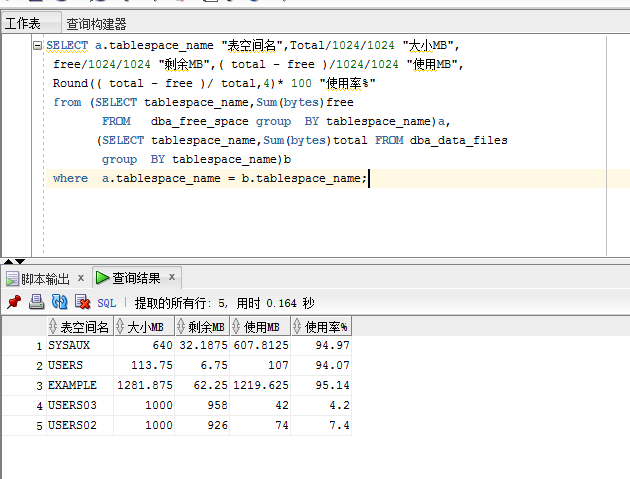 工作表 查询构建器
SELECT a.tablespace_name "表空间名",Total/1024/1024 "大小MB",
free/1024/1024 "剩余MB",( total - free )/1024/1024 "使用MB",
Round(( total - free )/ total,4)* 100 "使用率%"
from (SELECT tablespace_name,Sum(bytes)free
FROM dba_free_space group BY tablespace_name)a,
(SELECT tablespace_name,Sum(bytes)total FROM dba_data_files
group BY tablespace_name)b
where a.tablespace_name = b.tablespace_name;
脚本输出 x 查询结果 x
SQL | 提取的所有行: 5, 用时 0.164 秒
表空间名 大小MB 剩余MB 使用MB 使用率%
1 SYSAUX 640 32.1875 607.8125 94.97
2 USERS 113.75 6.75 107 94.07
3 EXAMPLE 1281.875 62.25 1219.625 95.14
4 USERS03 1000 958 42 4.2
5 USERS02 1000 926 74 7.4